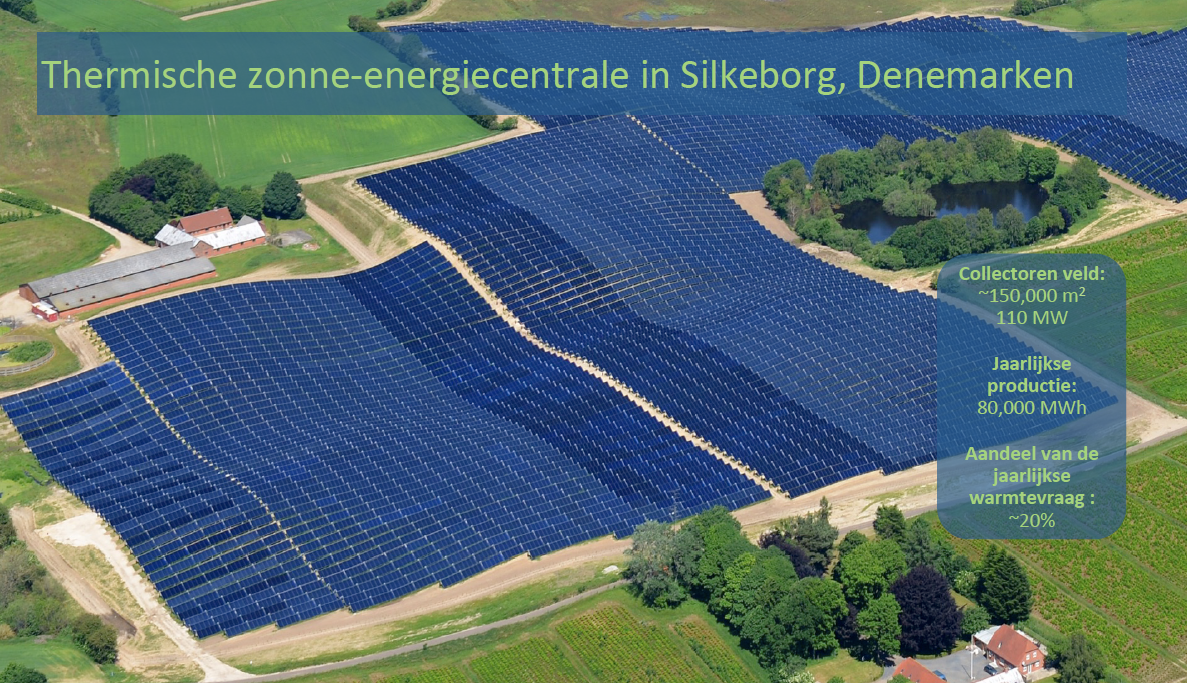 Thermische zonne-energiecentrale in Silkeborg, Denemarken
Collectoren veld:
~150,000 m²
110 MW
Jaarlijkse
productie:
80,000 MWh
Aandeel van de
jaarlijkse
warmtevraag :
~20%